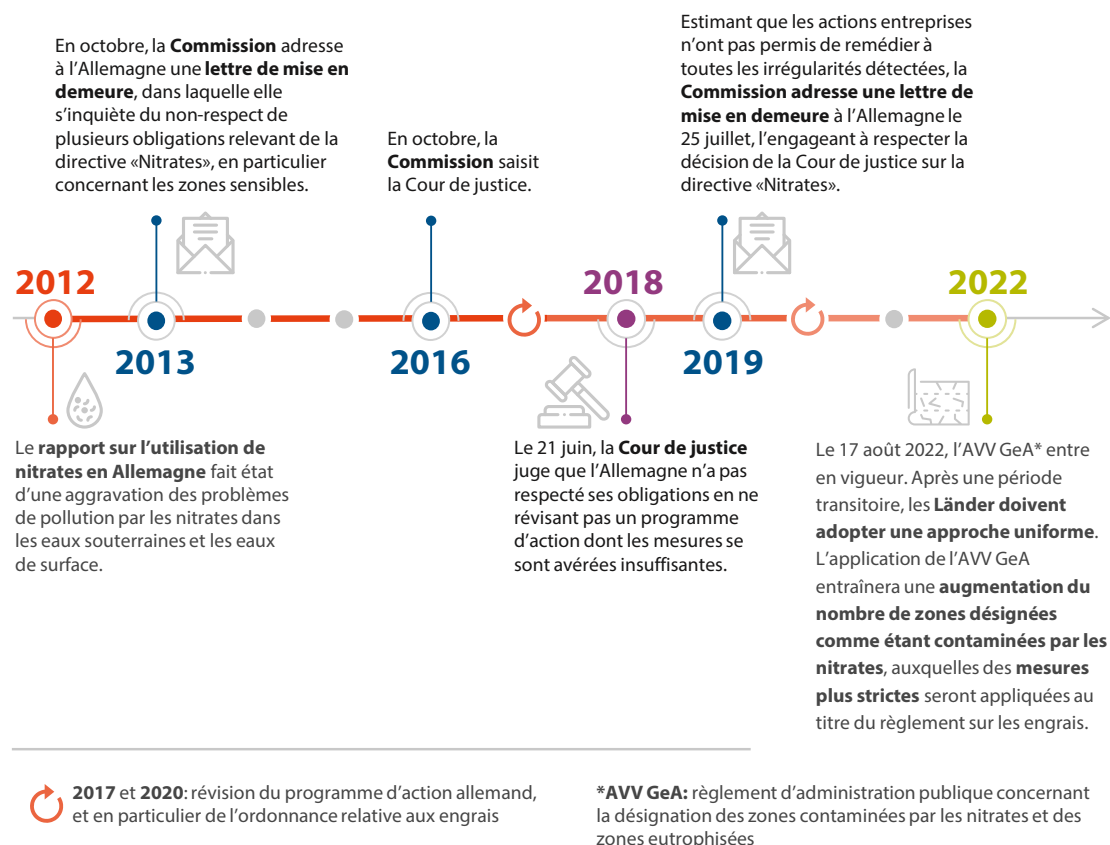 En octobre, la Commission adresse
à l'Allemagne une lettre de mise en
demeure, dans laquelle elle
s'inquiète du non-respect de
plusieurs obligations relevant de la
directive «Nitrates», en particulier
concernant les zones sensibles.
En octobre, la
Commission saisit
la Cour de justice.
Estimant que les actions entreprises
n'ont pas permis de remédier à
toutes les irrégularités détectées, la
Commission adresse une lettre de
mise en demeure à l'Allemagne le
25 juillet, l'engageant à respecter la
décision de la Cour de justice sur la
directive «Nitrates».
2012
2018
2022
2013
2016
2019
Le rapport sur l'utilisation de
nitrates en Allemagne fait état
d'une aggravation des problèmes
de pollution par les nitrates dans
les eaux souterraines et les eaux
de surface.
Le 21 juin, la Cour de justice
juge que l'Allemagne n'a pas
respecté ses obligations en ne
révisant pas un programme
d'action dont les mesures se
sont avérées insuffisantes.
Le 17 août 2022, l'AVV GeA* entre
en vigueur. Après une période
transitoire, les Länder doivent
adopter une approche uniforme.
L'application de l'AVV GeA
entraînera une augmentation du
nombre de zones désignées
comme étant contaminées par les
nitrates, auxquelles des mesures
plus strictes seront appliquées au
titre du règlement sur les engrais.
2017 et 2020: révision du programme d'action allemand,
et en particulier de l'ordonnance relative aux engrais
*AVV GeA: règlement d'administration publique concernant
la désignation des zones contaminées par les nitrates et des
zones eutrophisées